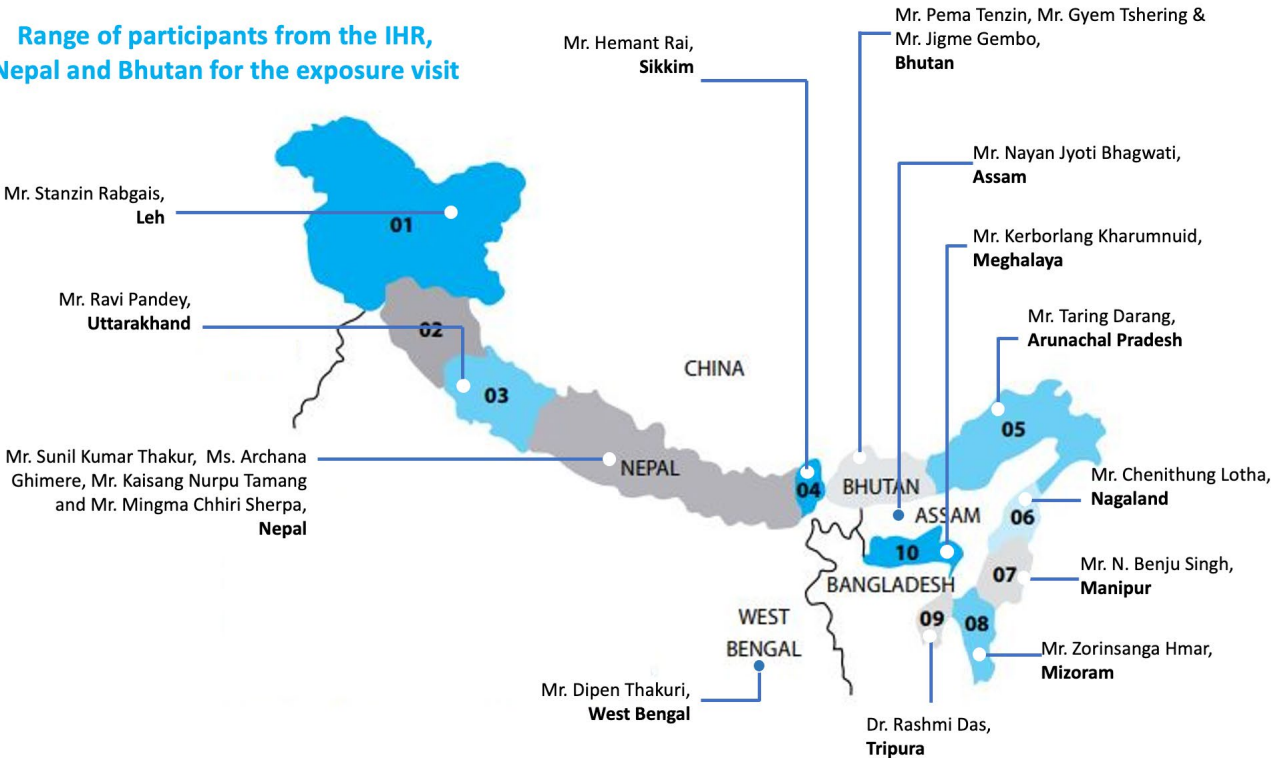 Range of participants from the IHR,
Nepal and Bhutan for the exposure visit
Mr. Hemant Rai,
Sikkim
Mr. Pema Tenzin, Mr. Gyem Tshering &
Mr. Jigme Gembo,
Bhutan
Mr. Nayan Jyoti Bhagwati,
Assam
Mr. Stanzin Rabgais,
Leh
01
Mr. Kerborlang Kharumnuid,
Meghalaya
Mr. Ravi Pandey,
Uttarakhand
02
Mr. Taring Darang,
Arunachal Pradesh
CHINA
03
05
Mr. Sunil Kumar Thakur, Ms. Archana
Ghimere, Mr. Kaisang Nurpu Tamang
and Mr. Mingma Chhiri Sherpa,
Nepal
NEPAL
04
BHUTAN
Mr. Chenithung Lotha,
Nagaland
ASSAM
06
10
BANGLADESH
07
Mr. N. Benju Singh,
Manipur
WEST
BENGAL
09
08
Mr. Zorinsanga Hmar,
Mizoram
Mr. Dipen Thakuri,
West Bengal
Dr. Rashmi Das,
Tripura